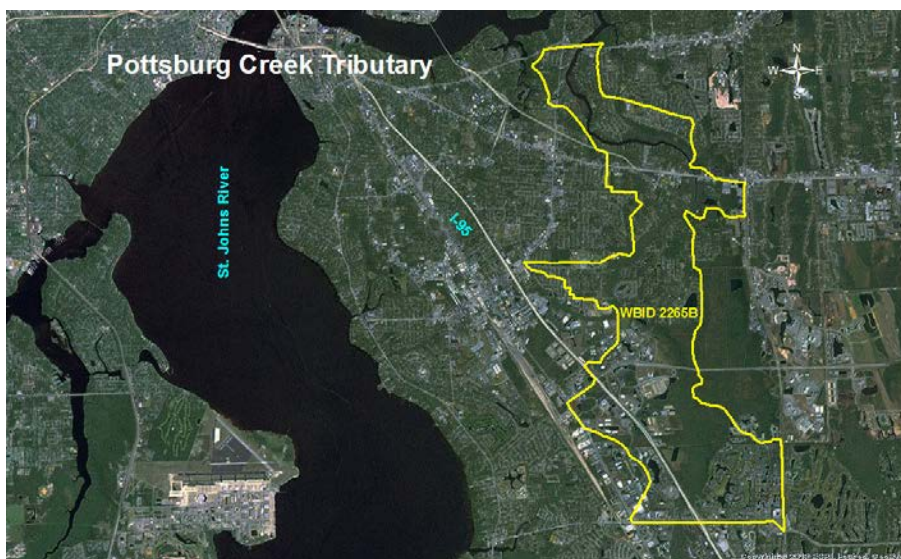 Pottsburg Creek Tributary
N
W E
S
St. Johns River
I-95
WBID 2265B